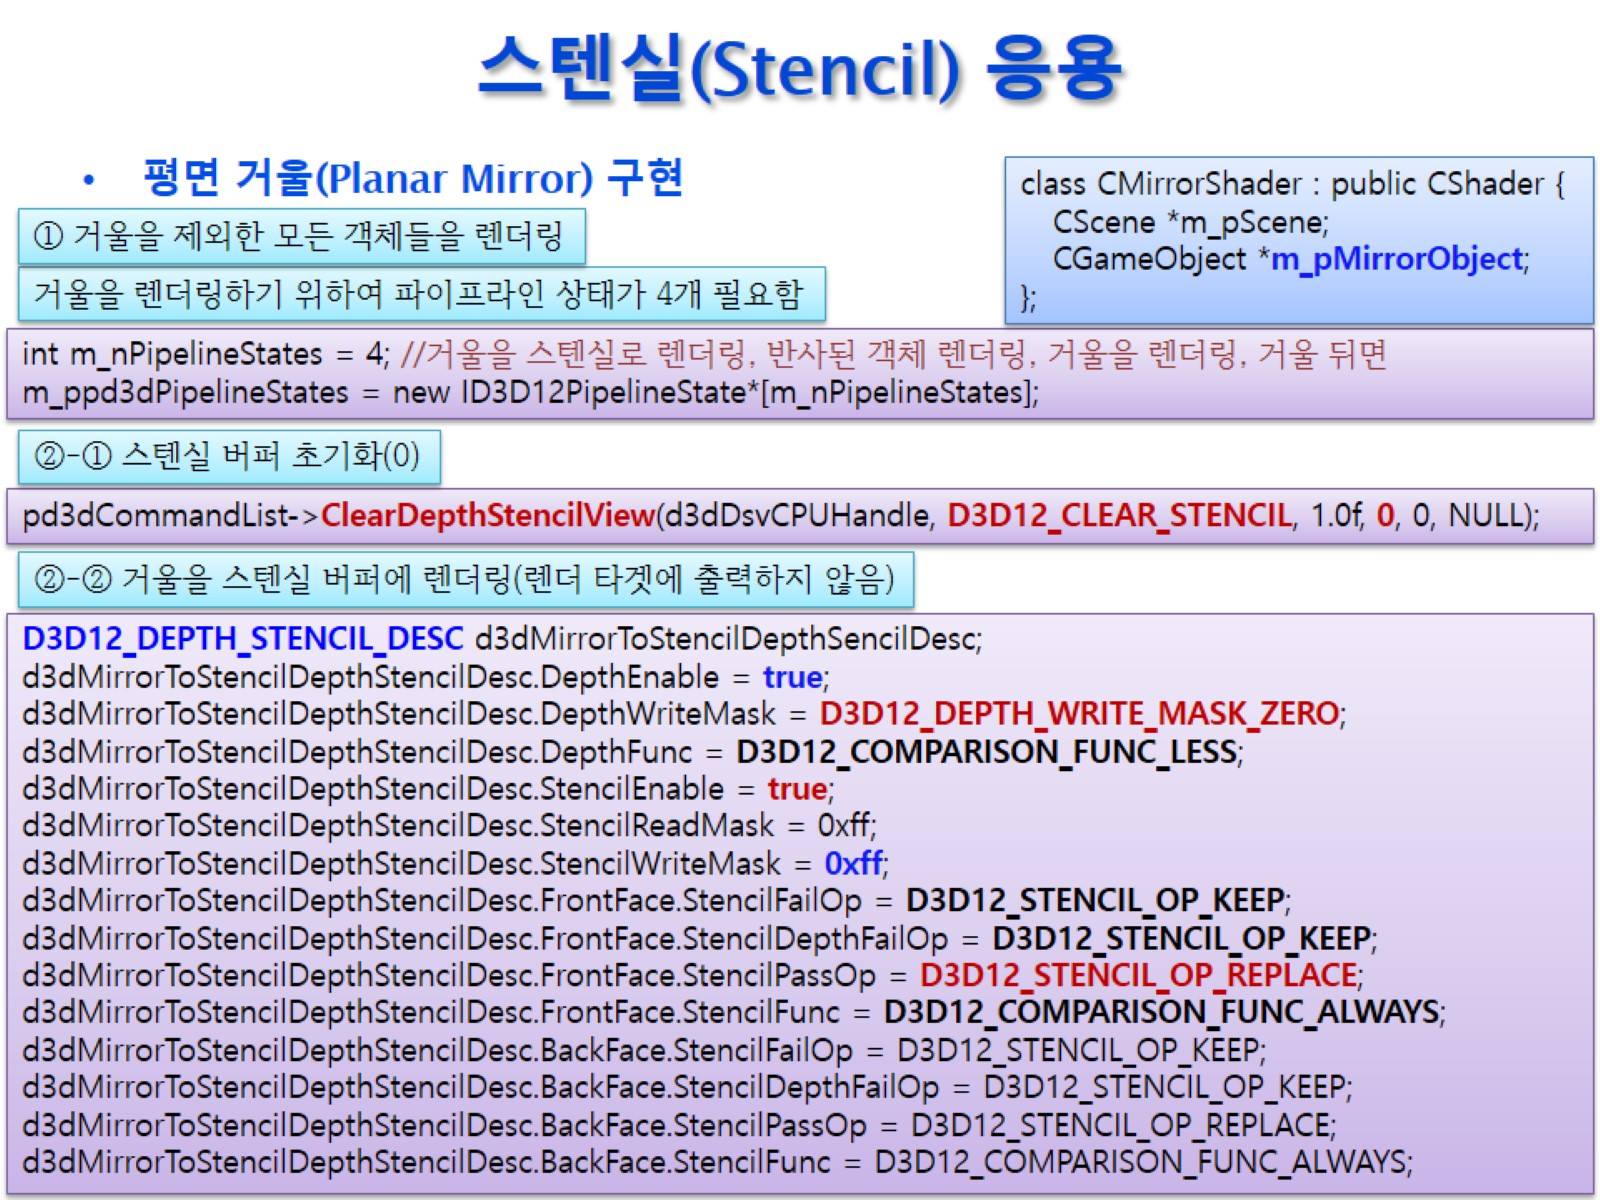 스텐실(Stencil) 응용
• 평면 거울(Planar Mirror) 구현
class CMirrorShader : public CShader {
CScene *m_pScene;
CGameObject *m_pMirrorObject;
};
① 거울을 제외한 모든 객체들을 렌더링
거울을 렌더링하기 위하여 파이프라인 상태가 4개 필요함
int m_nPipelineStates = 4; //거울을 스텐실로 렌더링, 반사된 객체 렌더링, 거울을 렌더링, 거울 뒤면
m_ppd3dPipelineStates = new ID3D12PipelineState*[m_nPipelineStates];
②-① 스텐실 버퍼 초기화(0)
pd3dCommandList->ClearDepthStencilView(d3dDsvCPUHandle, D3D12_CLEAR_STENCIL, 1.0f, 0, 0, NULL);
②-② 거울을 스텐실 버퍼에 렌더링(렌더 타겟에 출력하지 않음)
D3D12_DEPTH_STENCIL_DESC d3dMirrorToStencilDepthSencilDesc;
d3dMirrorToStencilDepthStencilDesc.DepthEnable = true;
d3dMirrorToStencilDepthStencilDesc.DepthWriteMask = D3D12_DEPTH_WRITE_MASK_ZERO;
d3dMirrorToStencilDepthStencilDesc.DepthFunc = D3D12_COMPARISON_FUNC_LESS;
d3dMirrorToStencilDepthStencilDesc.StencilEnable = true;
d3dMirrorToStencilDepthStencilDesc.StencilReadMask = 0xff;
d3dMirrorToStencilDepthStencilDesc.StencilWriteMask = 0xff;
d3dMirrorToStencilDepthStencilDesc.FrontFace.StencilFailOp = D3D12_STENCIL_OP_KEEP;
d3dMirrorToStencilDepthStencilDesc.FrontFace.StencilDepthFailOp = D3D12_STENCIL_OP_KEEP;
d3dMirrorToStencilDepthStencilDesc.FrontFace.StencilPassOp = D3D12_STENCIL_OP_REPLACE;
d3dMirrorToStencilDepthStencilDesc.FrontFace.StencilFunc = D3D12_COMPARISON_FUNC_ALWAYS;
d3dMirrorToStencilDepthStencilDesc.BackFace.StencilFailOp = D3D12_STENCIL_OP_KEEP;
d3dMirrorToStencilDepthStencilDesc.BackFace.StencilDepthFailOp = D3D12_STENCIL_OP_KEEP;
d3dMirrorToStencilDepthStencilDesc.BackFace.StencilPassOp = D3D12_STENCIL_OP_REPLACE;
d3dMirrorToStencilDepthStencilDesc.BackFace.StencilFunc = D3D12_COMPARISON_FUNC_ALWAYS;